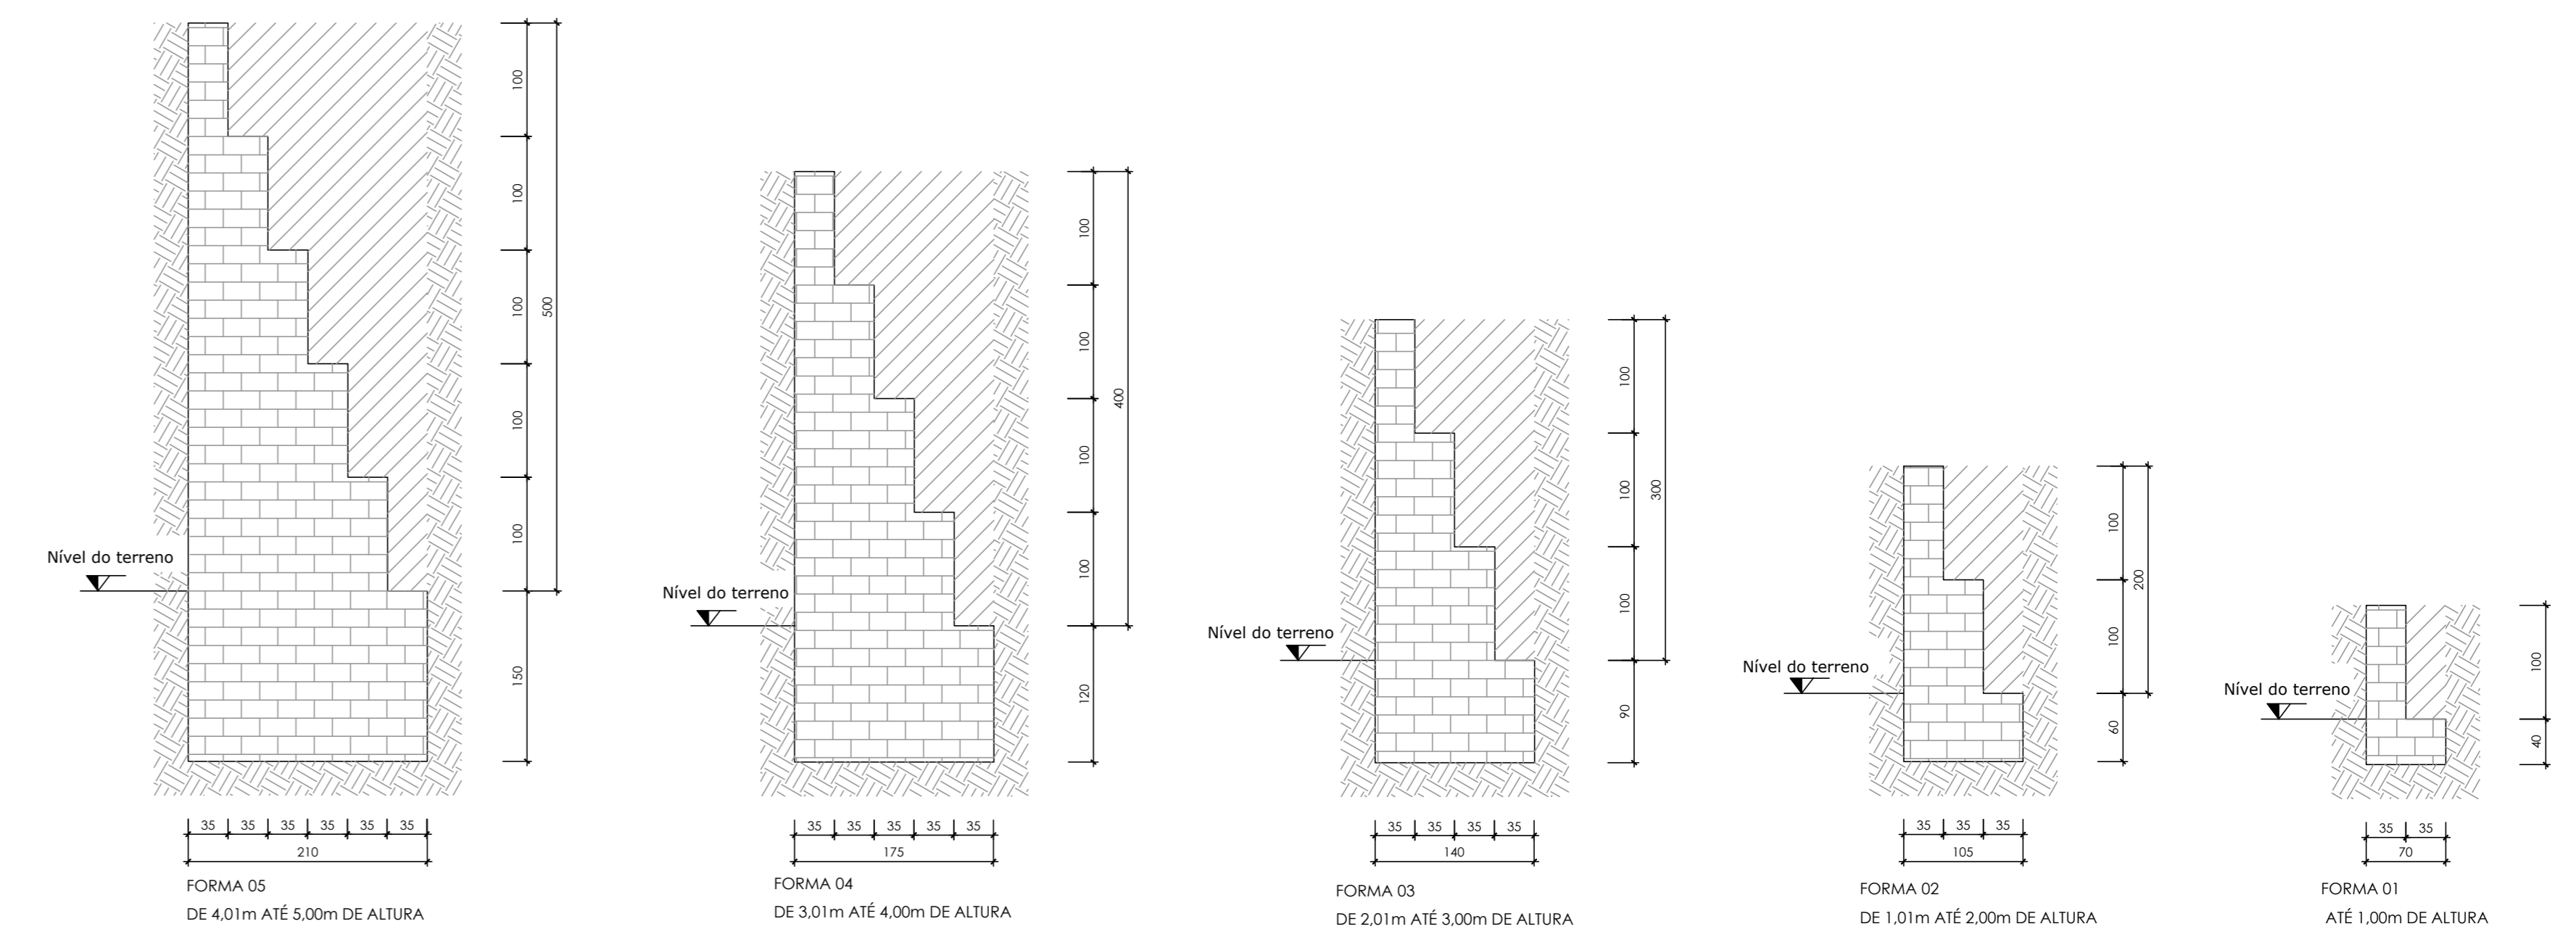 100
100
100
100
100
500
150
Nível do terreno
35 35 35 35 35 35
210
FORMA 05
DE 4,01m ATÉ 5,00m DE ALTURA
100
100
100
100
400
120
Nível do terreno
35 35 35 35 35
175
FORMA 04
DE 3,01m ATÉ 4,00m DE ALTURA
100
100
100
300
90
Nível do terreno
35 35 35 35
140
FORMA 03
DE 2,01m ATÉ 3,00m DE ALTURA
100
100
200
60
Nível do terreno
35 35 35
105
FORMA 02
DE 1,01m ATÉ 2,00m DE ALTURA
100
40
Nível do terreno
35 35
70
FORMA 01
ATÉ 1,00m DE ALTURA